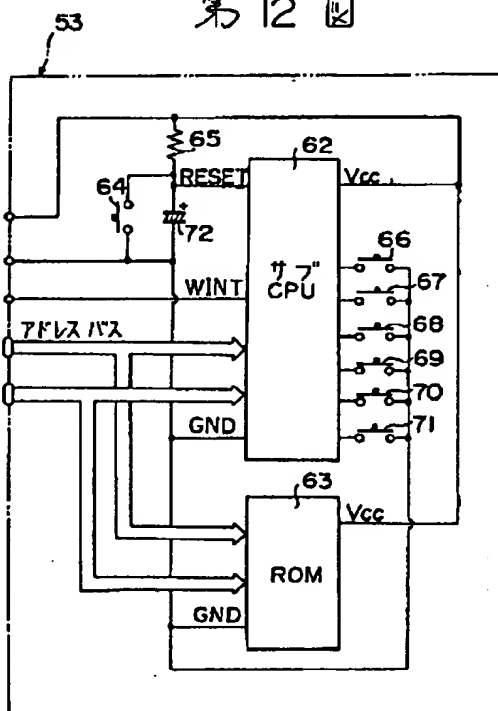 第12図
53
65
62
RESET
Vcc
64
72
66
サブ
CPU
67
WINT
68
アドレスバス
69
70
71
GND
63
Vcc
ROM
GND